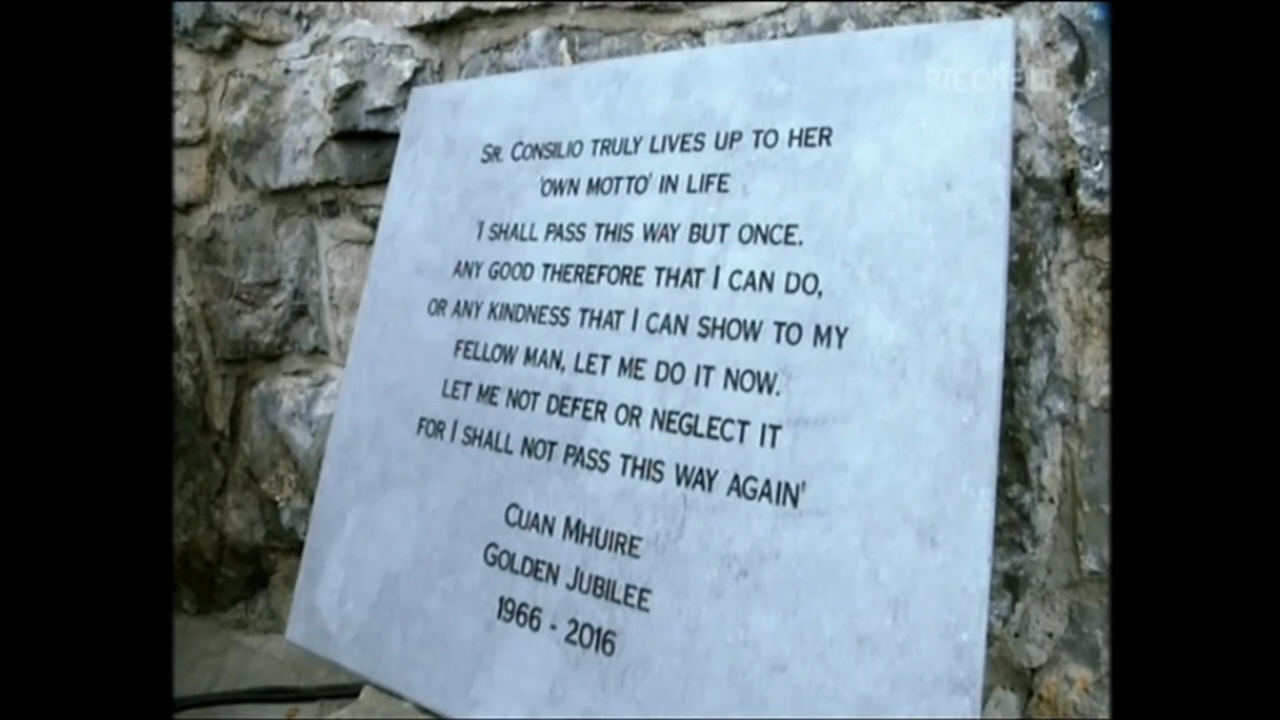 SR. CONSILIO TRULY LIVES UP TO HER
'OWN MOTTO' IN LIFE
'I SHALL PASS THIS WAY BUT ONCE.
ANY GOOD THEREFORE THAT I CAN DO,
OR ANY KINDNESS THAT I CAN SHOW TO MY
FELLOW MAN, LET ME DO IT NOW.
LET ME NOT DEFER OR NEGLECT IT
FOR I SHALL NOT PASS THIS WAY AGAIN'
CUAN MHUIRE
GOLDEN JUBILEE
1966 - 2016